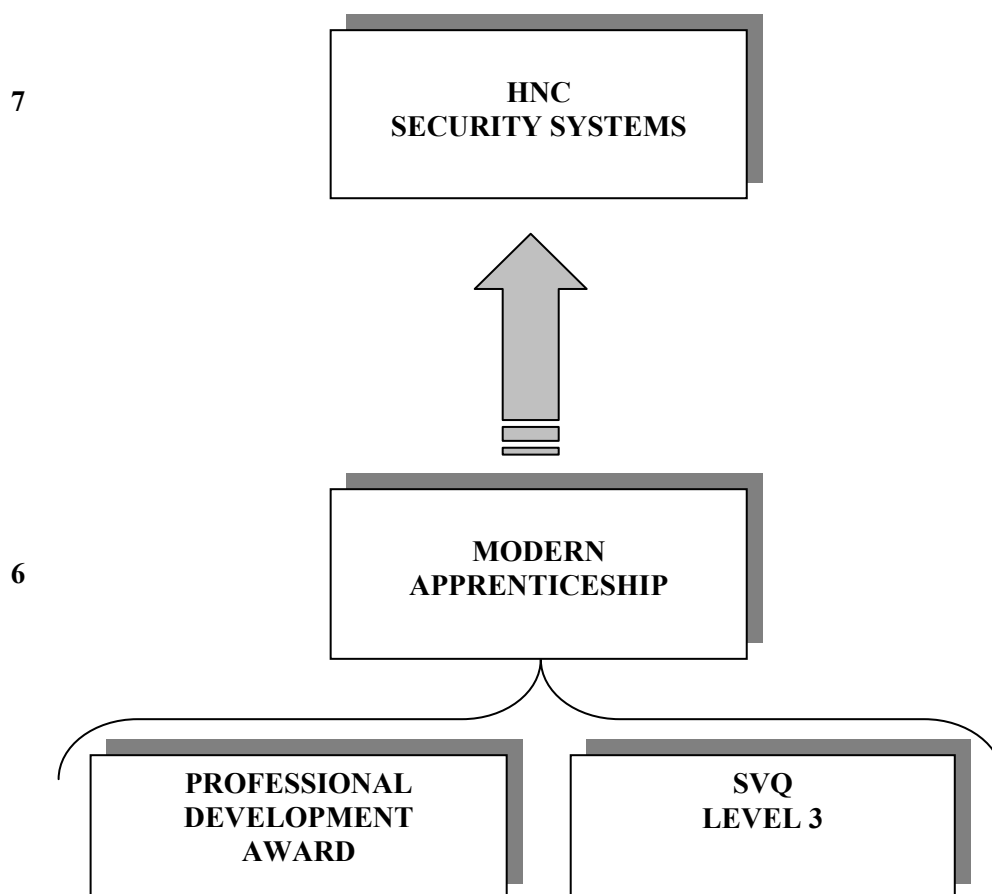 7
HNC
SECURITY SYSTEMS
6
MODERN
APPRENTICESHIP
PROFESSIONAL
DEVELOPMENT
AWARD
SVQ
LEVEL 3